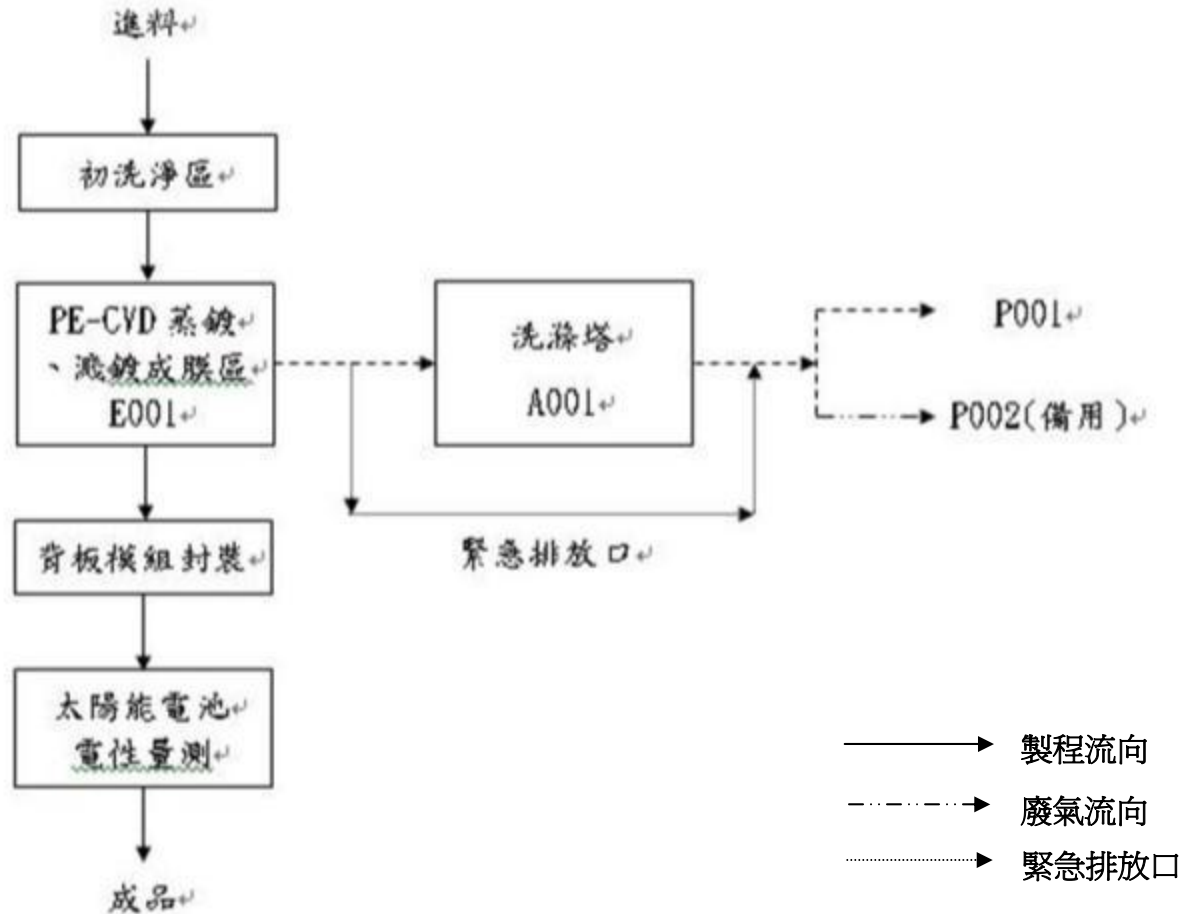 進料
初洗淨區
PE-CVD 蒸鍍
、濺鍍成膜區
E001
洗滌塔
A001
P001
P002(備用)
緊急排放口
背板模組封裝
太陽能電池
電性量測
成品
製程流向
廢氣流向
緊急排放口